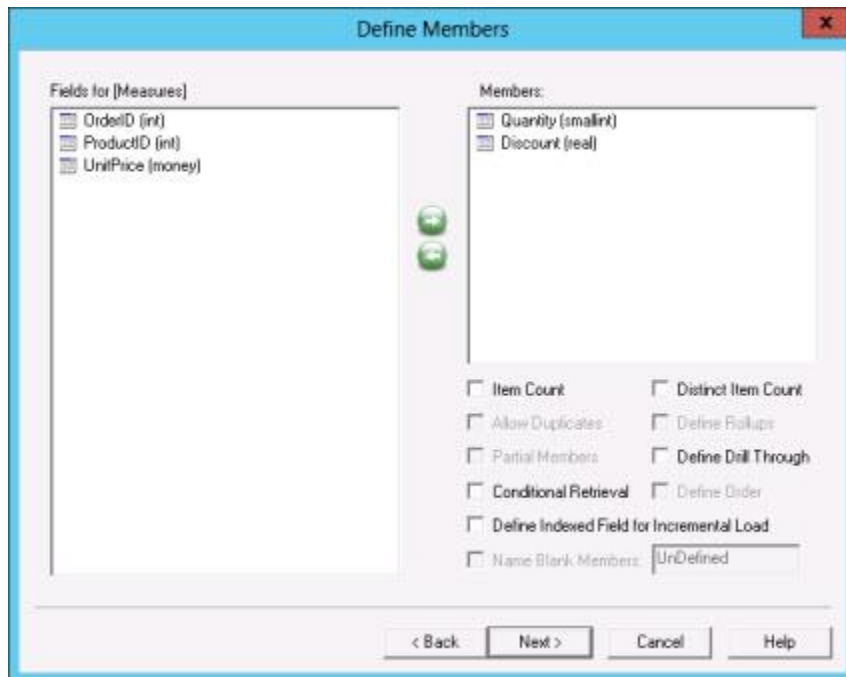 Define Members
x
Fields for [Measures]
OrderID (int)
ProductID (int)
UnitPrice (money)
Members:
Quantity (smallint)
Discount (real)
Item Count
Distinct Item Count
Allow Duplicates
Define Rollups
Partial Members
Define Drill Through
Conditional Retrieval
Define Order
Define Indexed Field for Incremental Load
Name Blank Members:
UnDefined
< Back
Next >
Cancel
Help